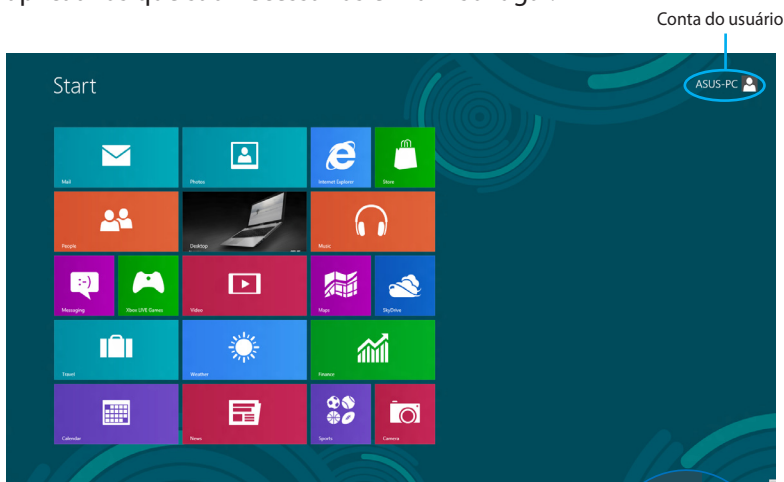 Conta do usuário
Start
ASUS-PC
Mail
Photos
Internet Explorer
Store
People
Desktop
Music
Messaging
Xbox LIVE Games
Video
Maps
SkyDrive
Travel
Weather
Finance
Calendar
News
Sports
Camera